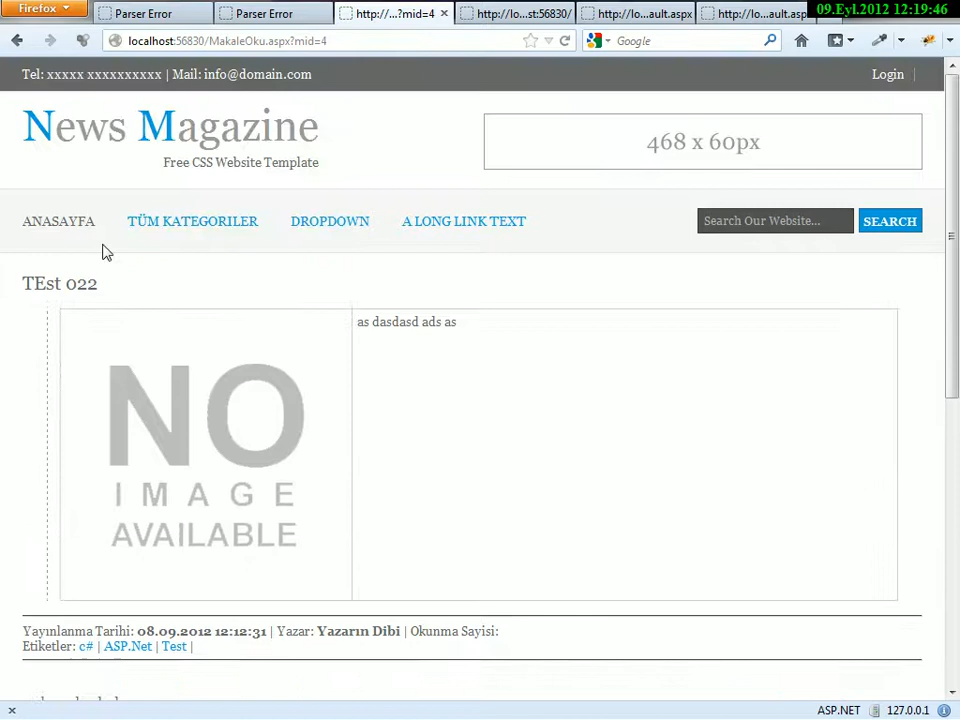 Firefox
Parser Error
Parser Error
http://...?mid=4
http://lo...st:56830/
http://lo...ault.aspx
http://lo...ault.asp
09.Eyl.2012 12:19:46
localhost:56830/MakaleOku.aspx?mid=4
Google
Tel: xxxxx xxxxxxxxxx | Mail: info@domain.com
Login
News Magazine
Free CSS Website Template
468 x 60px
ANASAYFA
TÜM KATEGORILER
DROPDOWN
A LONG LINK TEXT
Search Our Website...
SEARCH
TEst 022
as dasdasd ads as
NO
IMAGE
AVAILABLE
Yayınlanma Tarihi: 08.09.2012 12:12:31 | Yazar: Yazarın Dibi | Okunma Sayisi:
Etiketler: c# | ASP.Net | Test |
ASP.NET
127.0.0.1